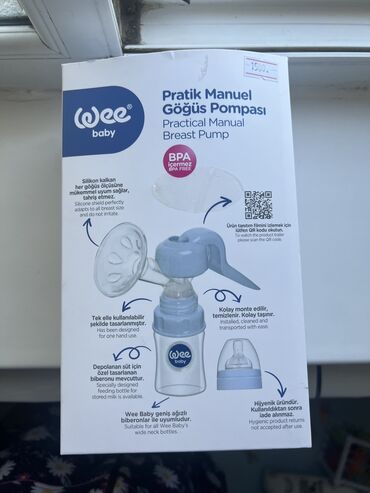 wee
baby
Pratik Manuel
Göğüs Pompası
Practical Manual
Breast Pump
BPA
içermez
BPA FREE
Silikon kalkan
her göğüs ölçüsüne
mükemmel uyum sağlar,
tahriş etmez.
Silicone shield perfectly
adapts to all breast size
and do not irritate.
Ürün tanıtım filmini izlemek için
lütfen QR kodu okutun.
To watch the product trailer
please scan the QR code.
Tek elle kullanılabilir
şekilde tasarlanmıştır.
Has been designed
for one hand use.
Kolay monte edilir,
temizlenir. Kolay taşınır.
Installed, cleaned and
transported with ease.
Depolanan süt için
özel tasarlanan
biberonu mevcuttur.
Specially designed
feeding bottle for
stored milk is available.
wee
baby
Wee Baby geniş ağızlı
biberonlar ile uyumludur.
Suitable for all Wee Baby's
wide neck bottles.
Hijyenik üründür.
Kullanıldıktan sonra
iade alınmaz.
Hygienic product returns
not accepted after use.